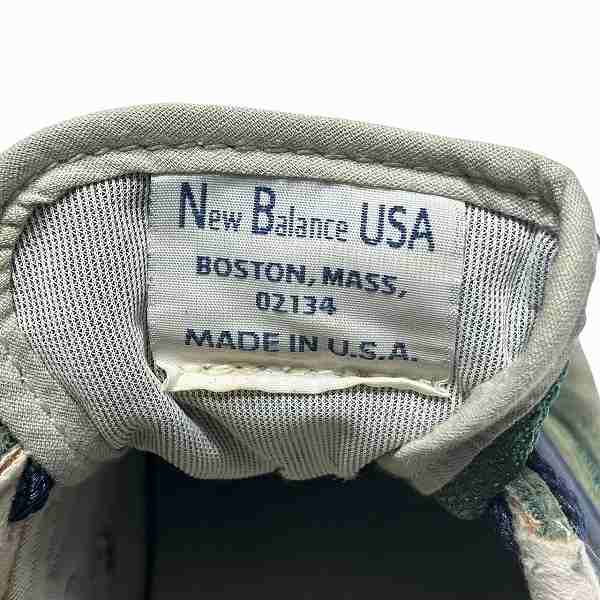 New Balance USA
BOSTON, MASS,
02134
MADE IN U.S.A.